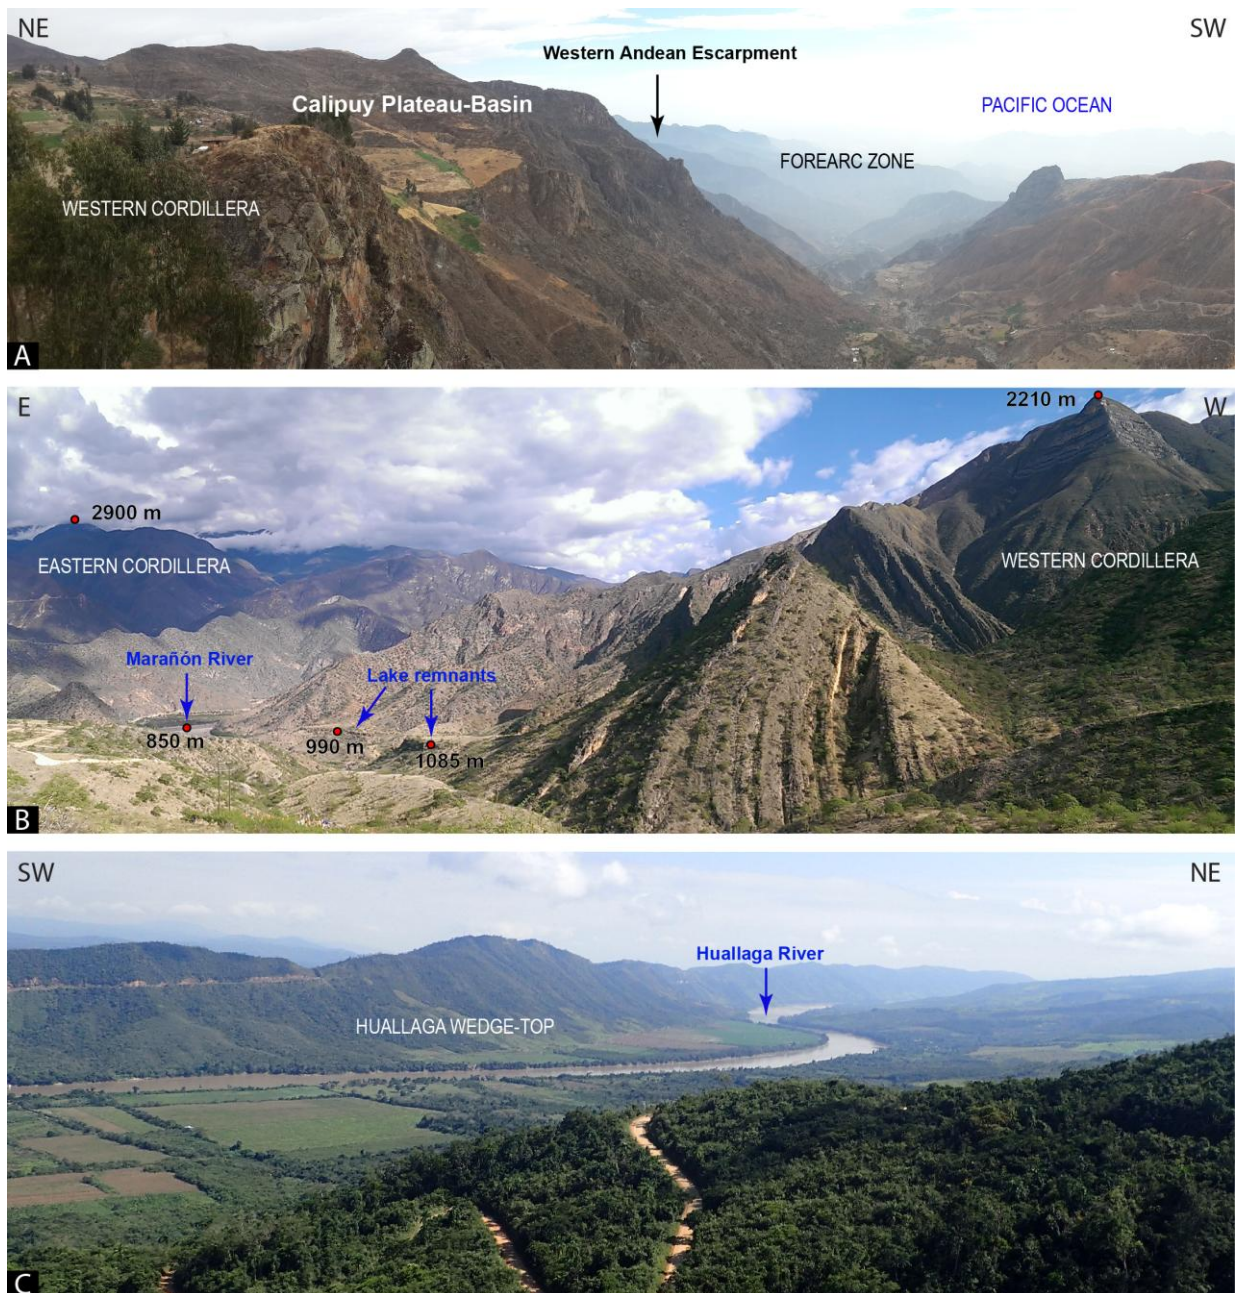 NE
SW
Western Andean Escarpment
Calipuy Plateau-Basin
PACIFIC OCEAN
FOREARC ZONE
WESTERN CORDILLERA
A
E
W
2210 m
2900 m
EASTERN CORDILLERA
WESTERN CORDILLERA
Marañón River
Lake remnants
850 m
990 m
1085 m
B
SW
NE
Huallaga River
HUALLAGA WEDGE-TOP
C